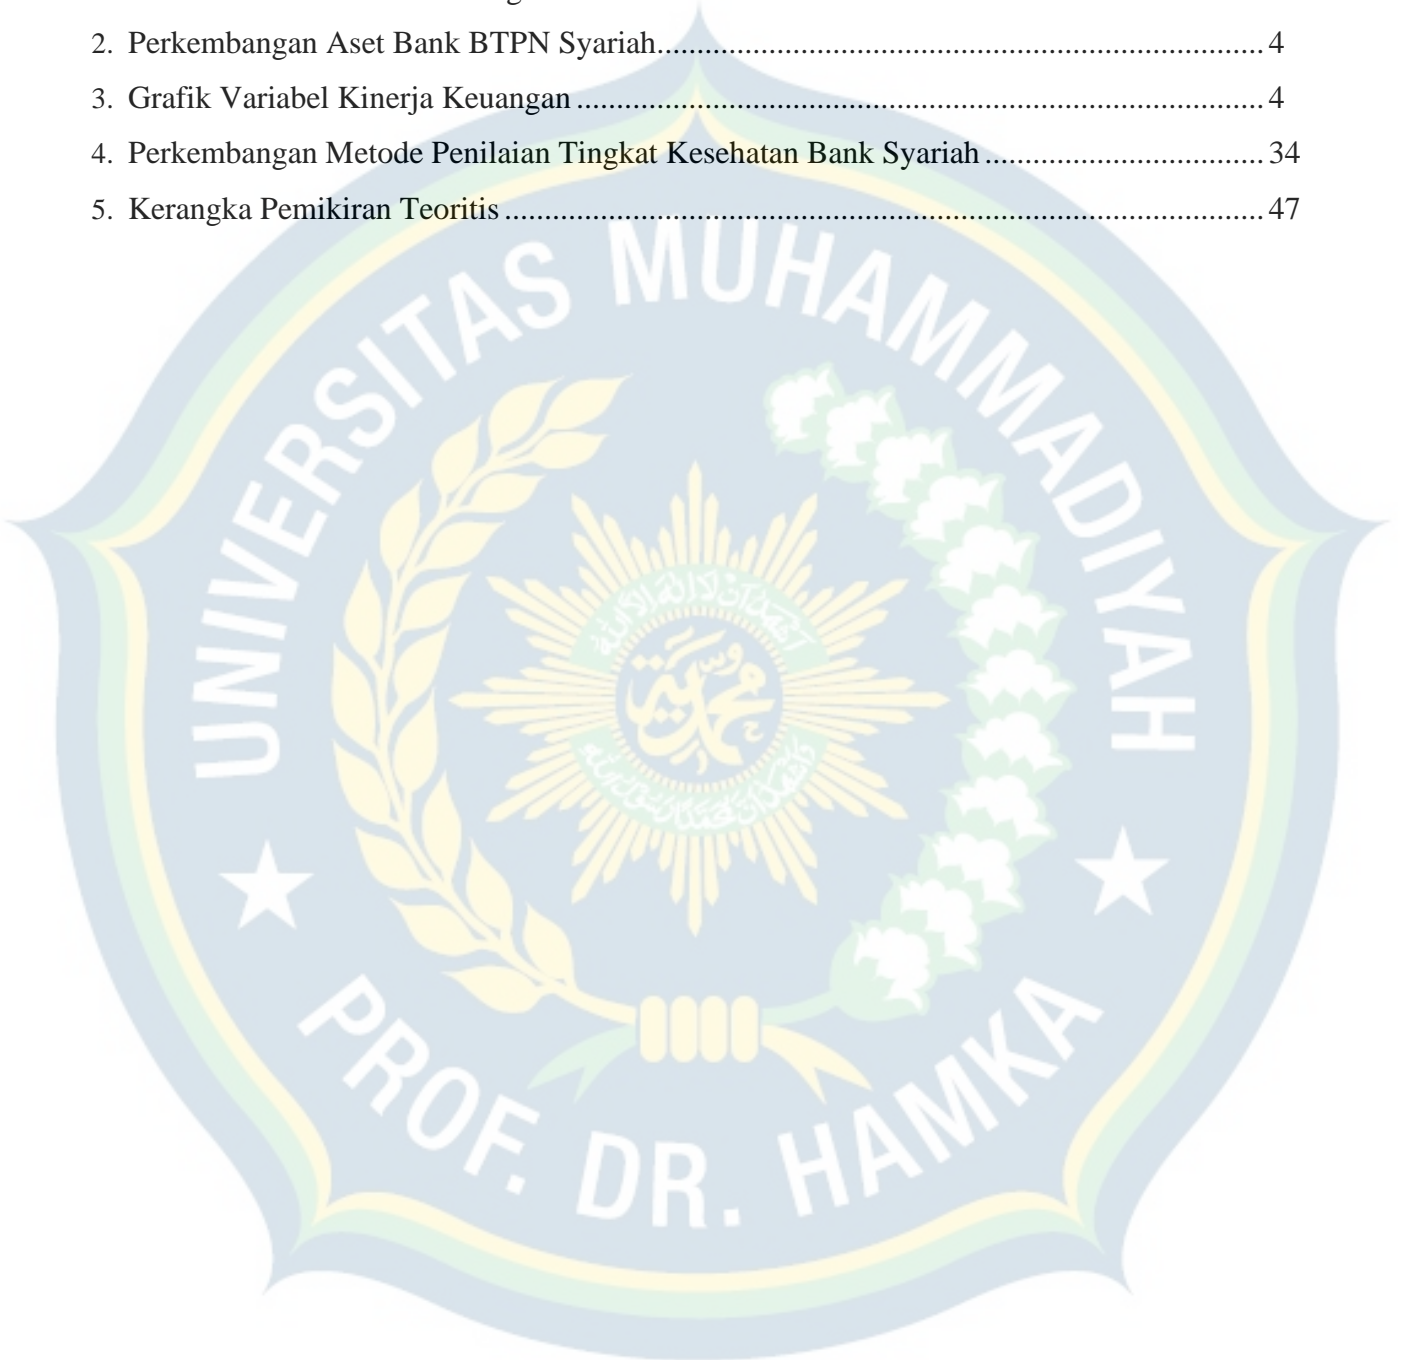 2. Perkembangan Aset Bank BTPN Syariah.......................................................................... 4
3. Grafik Variabel Kinerja Keuangan..................................................................................... 4
4. Perkembangan Metode Penilaian Tingkat Kesehatan Bank Syariah................................. 34
5. Kerangka Pemikiran Teoritis............................................................................................. 47
UNIVERSITAS MUHAMMADIYAH
محمدية
PROF. DR. HAMKA